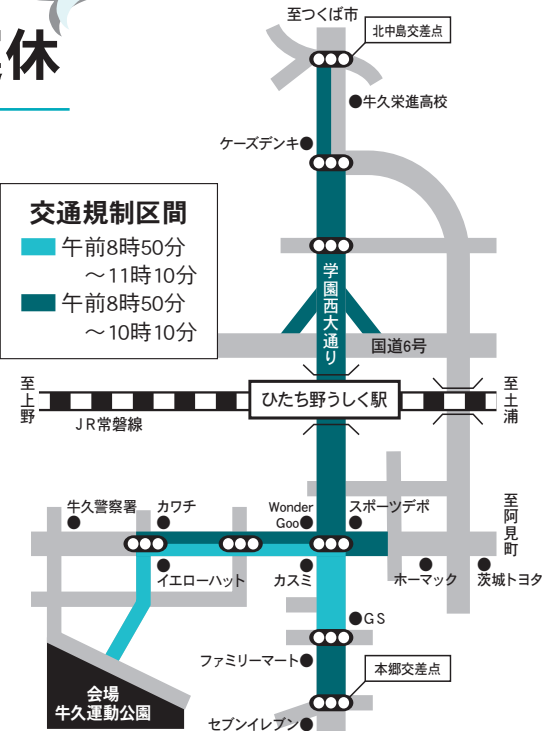 休
至つくば市
北中島交差点
牛久栄進高校
ケーズデンキ
交通規制区間
午前8時50分
～11時10分
午前8時50分
～10時10分
学園西大通り
国道6号
至上野
ひたち野うしく駅
至土浦
JR常磐線
牛久警察署
カワチ
Wonder
Goo
スポーツデポ
至阿見町
イエローハット
カスミ
ホーマック
茨城トヨタ
GS
ファミリーマート
本郷交差点
会場
牛久運動公園
セブンイレブン